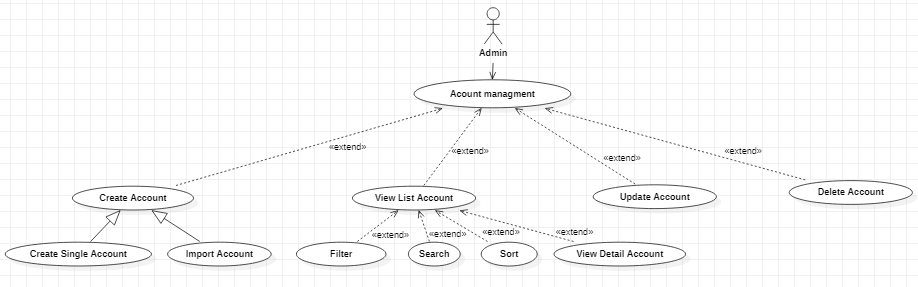 Admin
Acount managment
«extend»
«extend»
«extend»
«extend»
Create Account
View List Account
Update Account
Delete Account
«extend»
«extend»
«extend»
«extend»
Create Single Account
Import Account
Filter
Search
Sort
View Detail Account